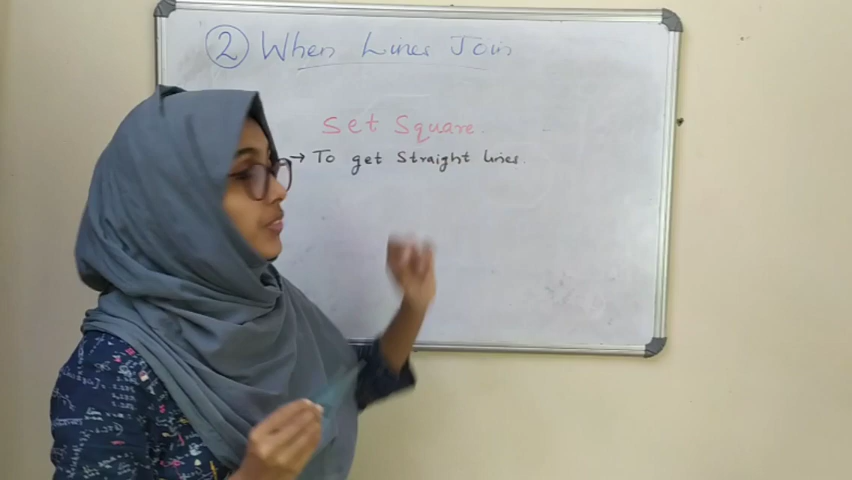 ② When Lines Join
Set Square.
→ To get Straight lines.